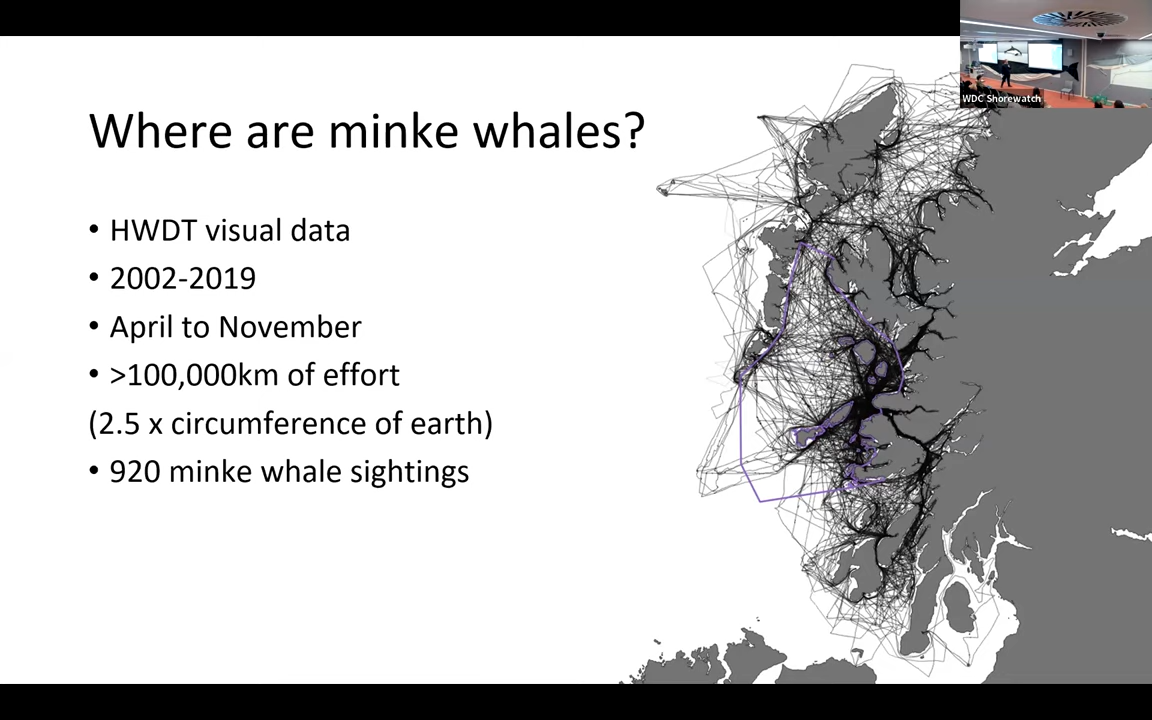 WDC Shorewatch
Where are minke whales?
• HWDT visual data
• 2002-2019
• April to November
• >100,000km of effort
(2.5 x circumference of earth)
• 920 minke whale sightings